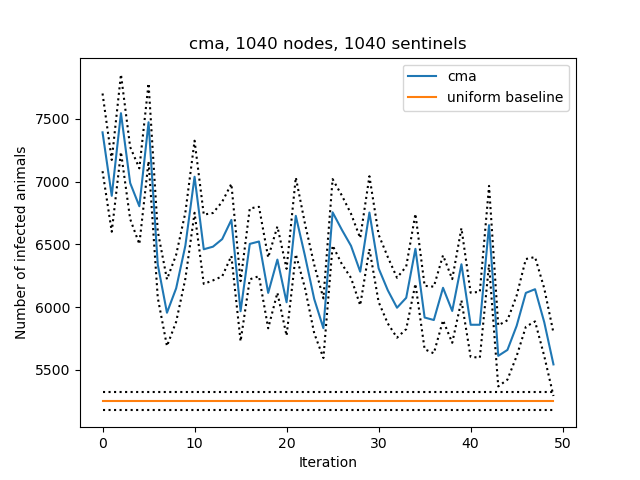 cma, 1040 nodes, 1040 sentinels
cma
uniform baseline
Number of infected animals
7500
7000
6500
6000
5500
0 10 20 30 40 50
Iteration